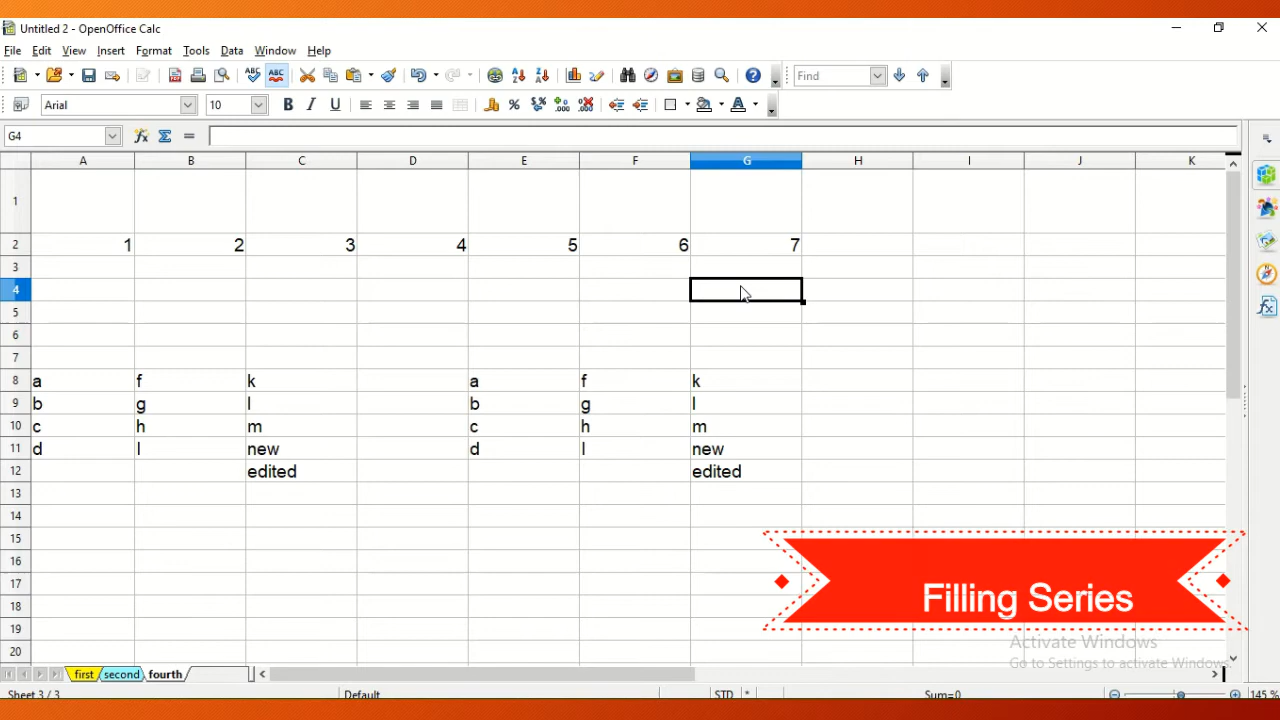 Untitled 2 - OpenOffice Calc
File Edit View Insert Format Tools Data Window Help
Find
Arial 10 B I U
G4
A B C D E F G H I J K
1
2 1 2 3 4 5 6 7
3
4
5
6
7
8 a f k a f k
9 b g l b g l
10 c h m c h m
11 d l new d l new
12 edited edited
13
14
15
16
17
18
19
20
Filling Series
Activate Windows
Go to Settings to activate Windows.
first second fourth
Sheet 3 / 3 Default STD * Sum=0 145 %